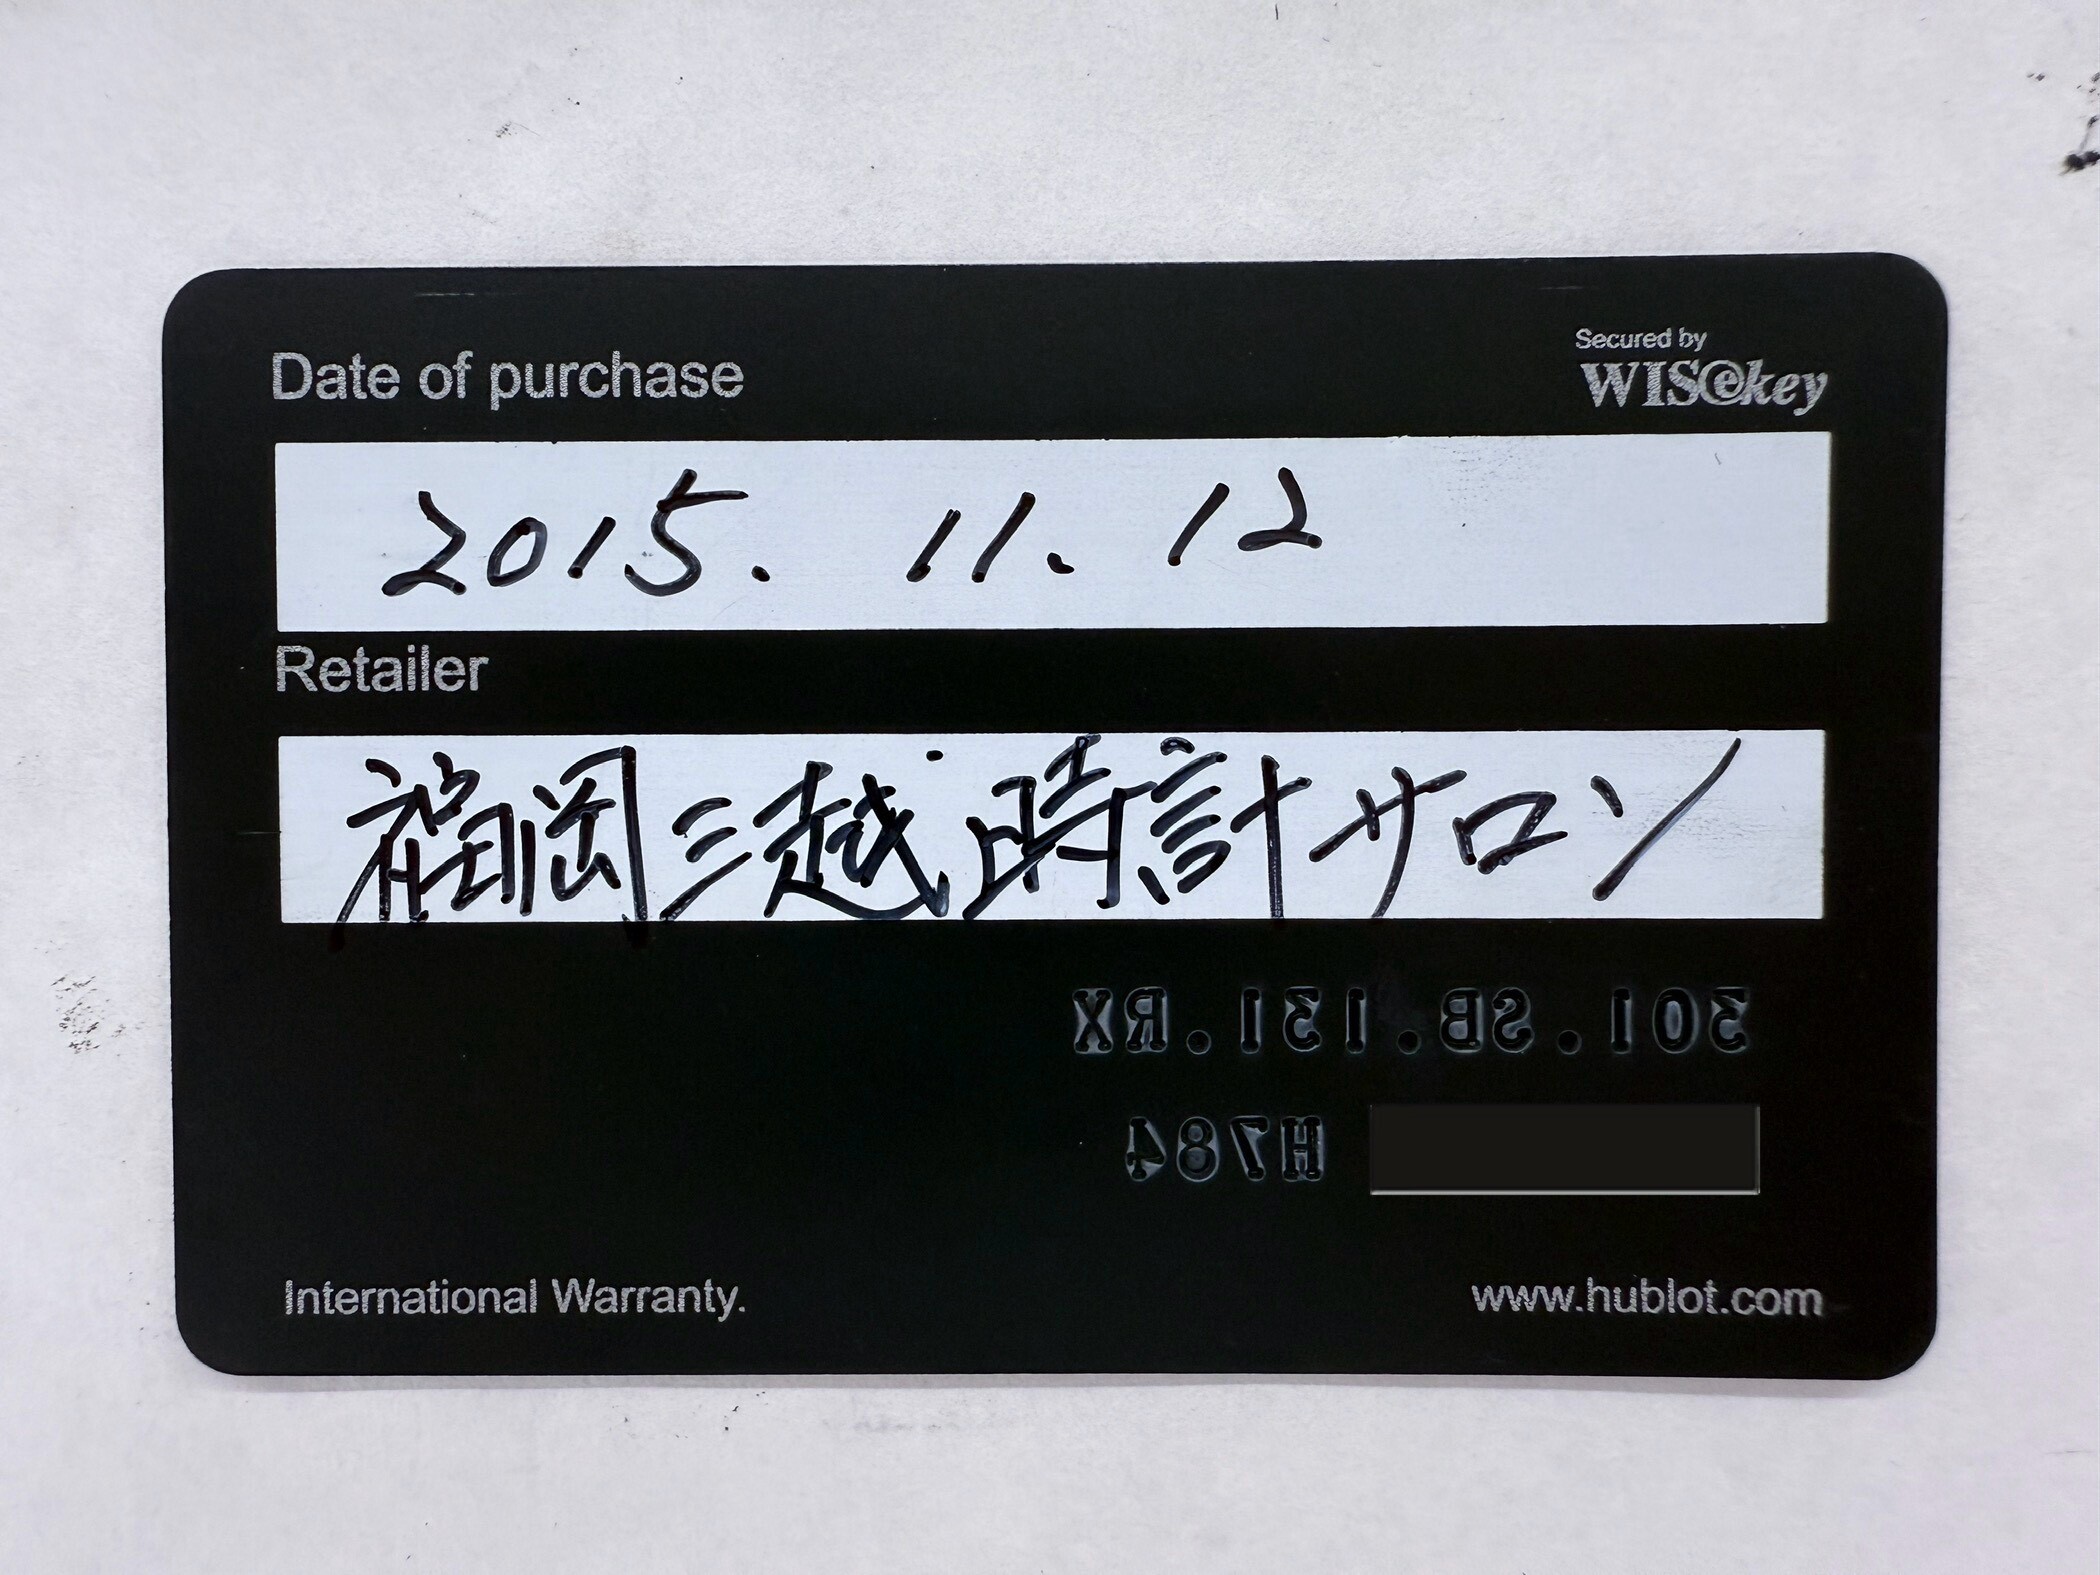 Date of purchase
Secured by
WISekey
2015. 11. 12
Retailer
福岡三越 時計サロン
301.SB.131.RX
H784
International Warranty.
www.hublot.com